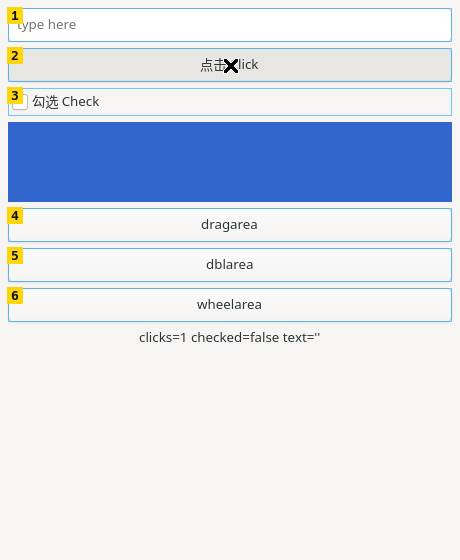 1
type here
2
点击 Click
3
勾选 Check
4
dragarea
5
dblarea
6
wheelarea
clicks=1 checked=false text=''